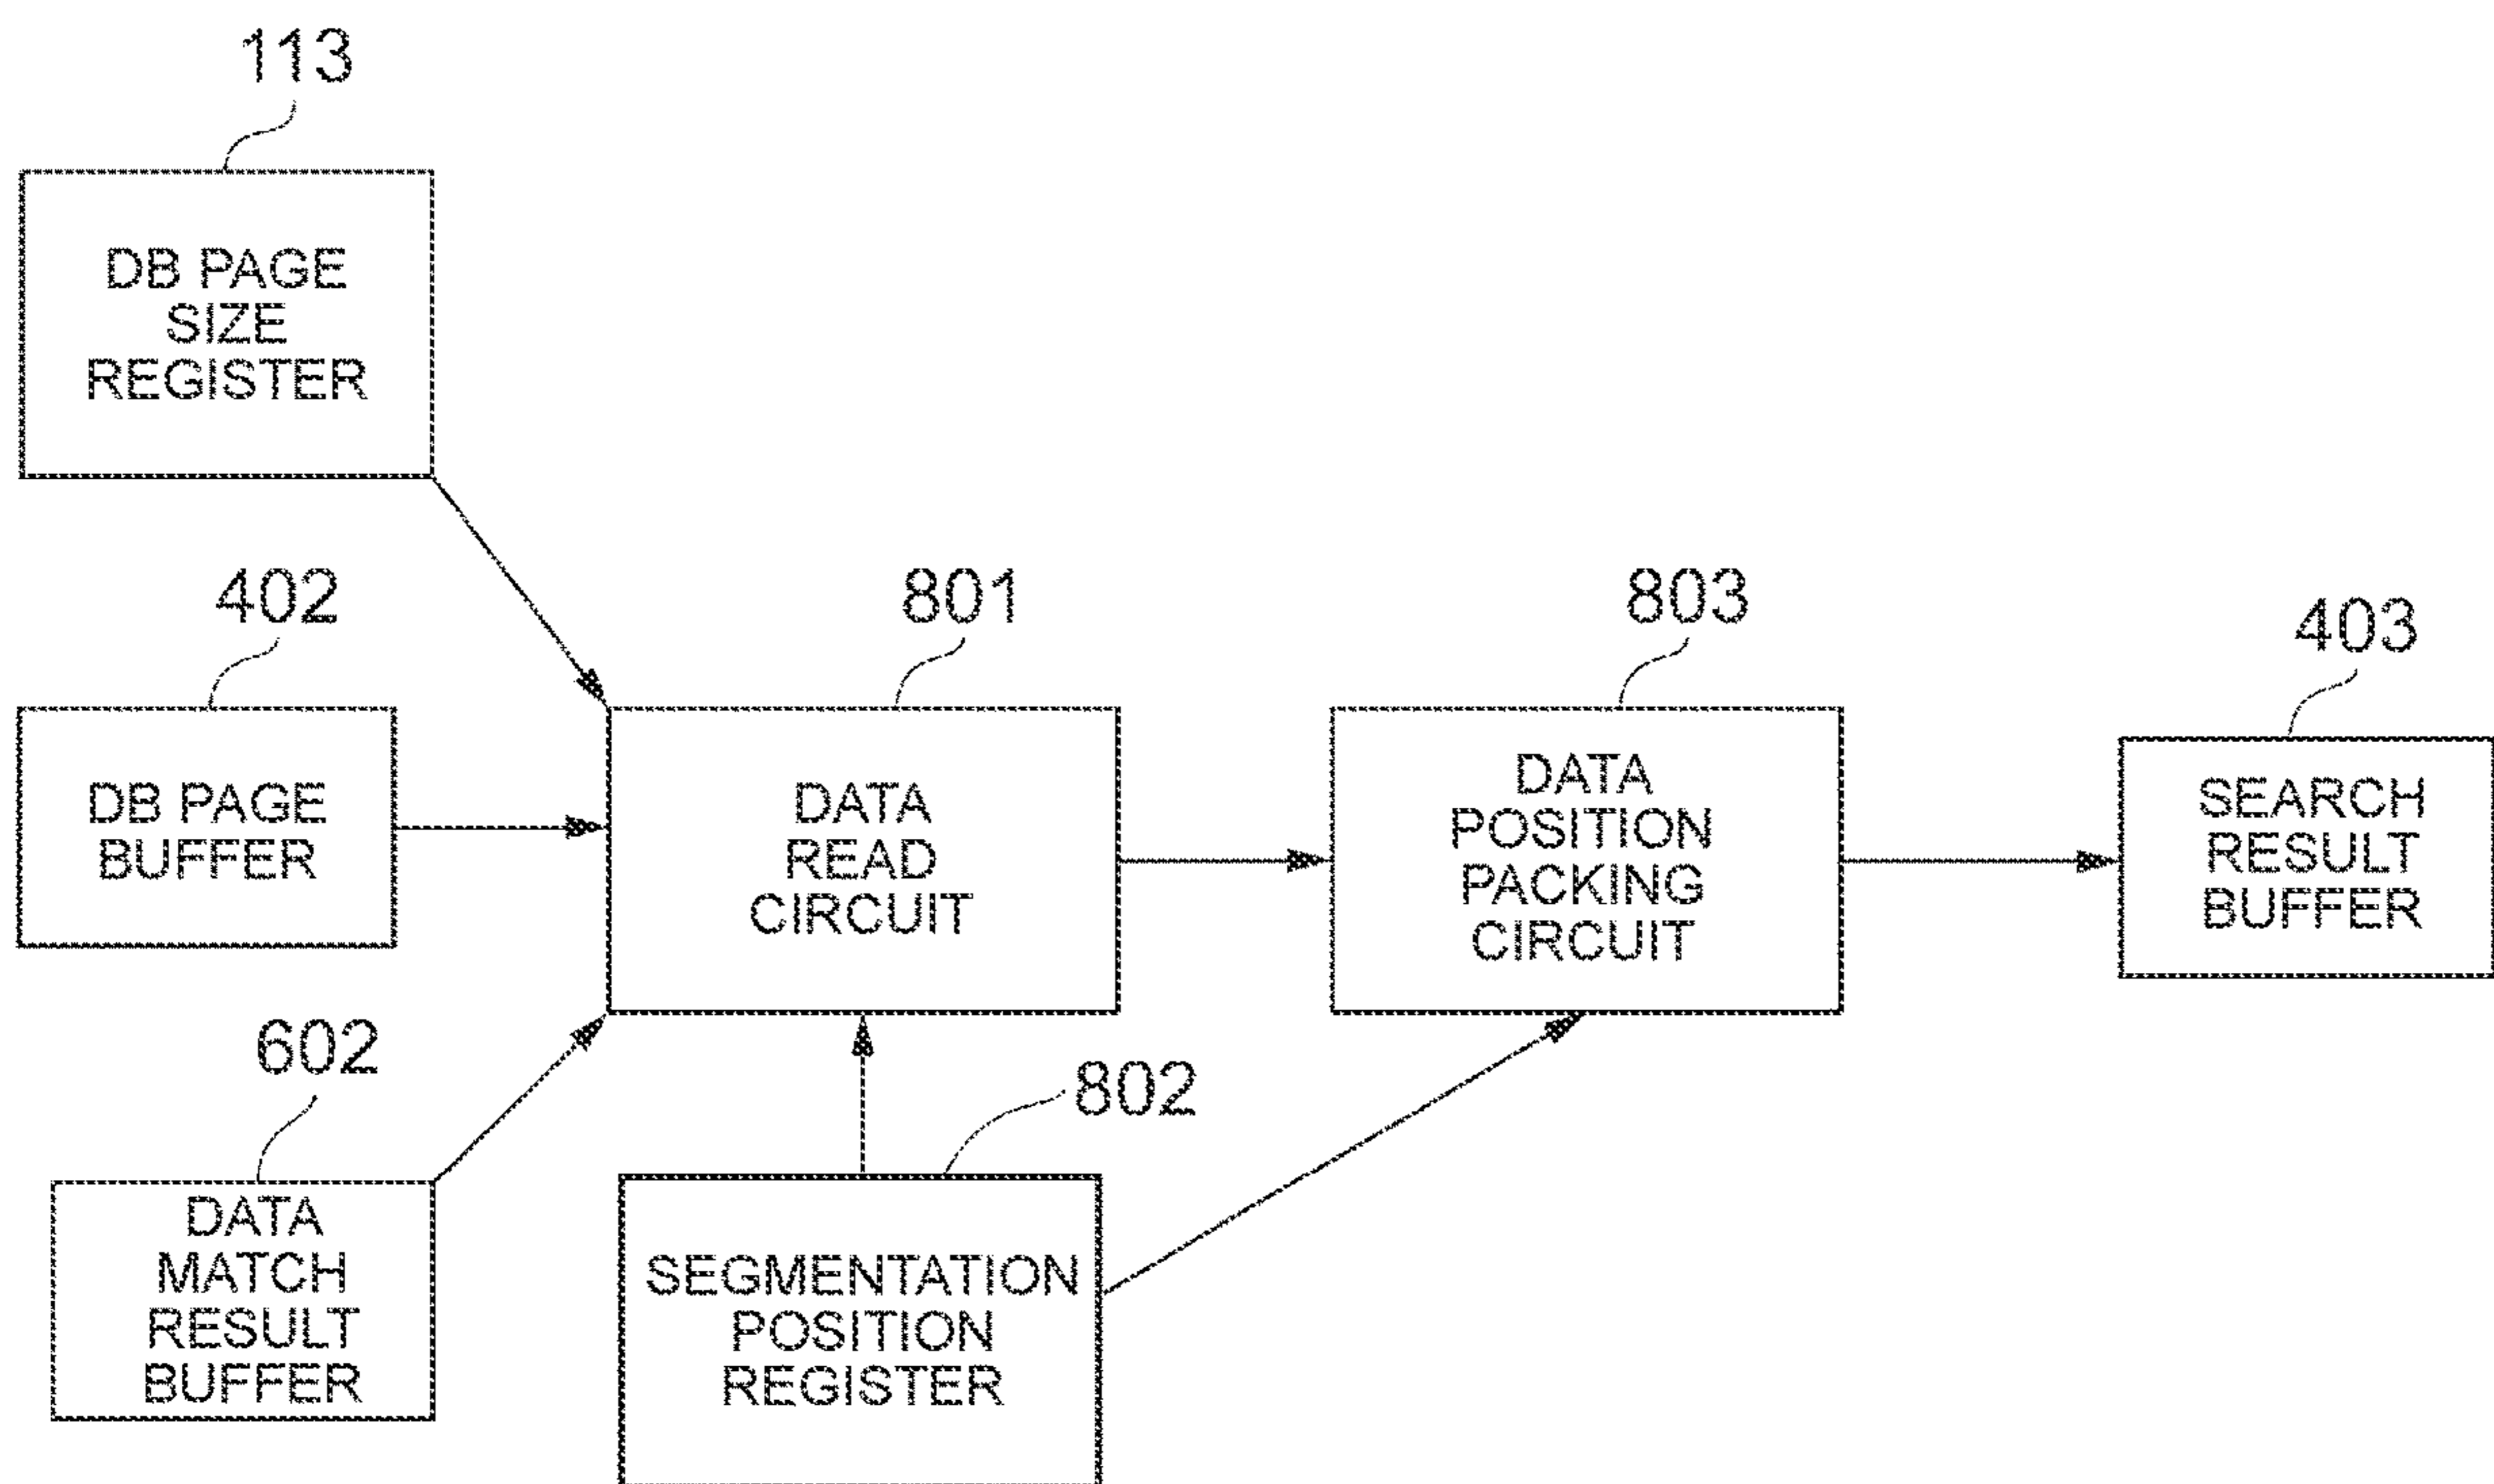 113
DB PAGE
SIZE
REGISTER
402
DB PAGE
BUFFER
801
DATA
READ
CIRCUIT
803
DATA
POSITION
PACKING
CIRCUIT
403
SEARCH
RESULT
BUFFER
602
DATA
MATCH
RESULT
BUFFER
802
SEGMENTATION
POSITION
REGISTER